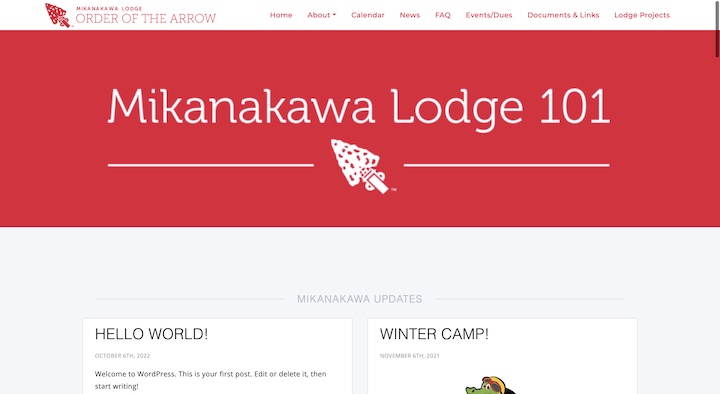 MIKANAKAWA LODGE
ORDER OF THE ARROW
Home About Calendar News FAQ Events/Dues Documents & Links Lodge Projects
Mikanakawa Lodge 101
TM
MIKANAKAWA UPDATES
HELLO WORLD!
OCTOBER 6TH, 2022
Welcome to WordPress. This is your first post. Edit or delete it, then
start writing!
WINTER CAMP!
NOVEMBER 6TH, 2021